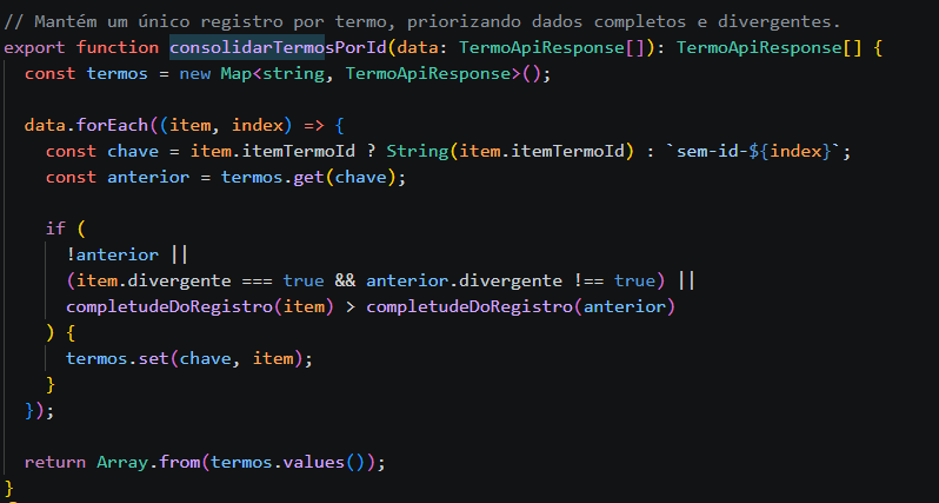 // Mantém um único registro por termo, priorizando dados completos e divergentes.
export function consolidarTermosPorId(data: TermoApiResponse[]): TermoApiResponse[] {
  const termos = new Map<string, TermoApiResponse>();

  data.forEach((item, index) => {
    const chave = item.itemTermoId ? String(item.itemTermoId) : `sem-id-${index}`;
    const anterior = termos.get(chave);

    if (
      !anterior ||
      (item.divergente === true && anterior.divergente !== true) ||
      completudeDoRegistro(item) > completudeDoRegistro(anterior)
    ) {
      termos.set(chave, item);
    }
  });

  return Array.from(termos.values());
}